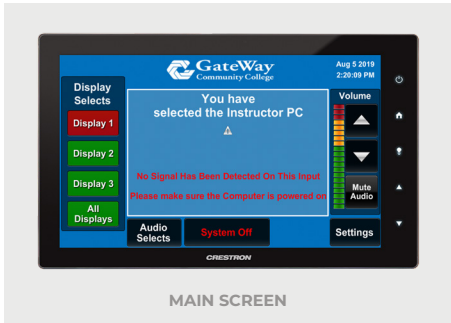 GateWay
Community College
Aug 5 2019
2:20:09 PM
Display
Selects
Display 1
Display 2
Display 3
All
Displays
You have
selected the Instructor PC
No Signal Has Been Detected On This Input
Please make sure the Computer is powered on
Volume
Mute
Audio
Audio
Selects
System Off
Settings
CRESTRON
MAIN SCREEN